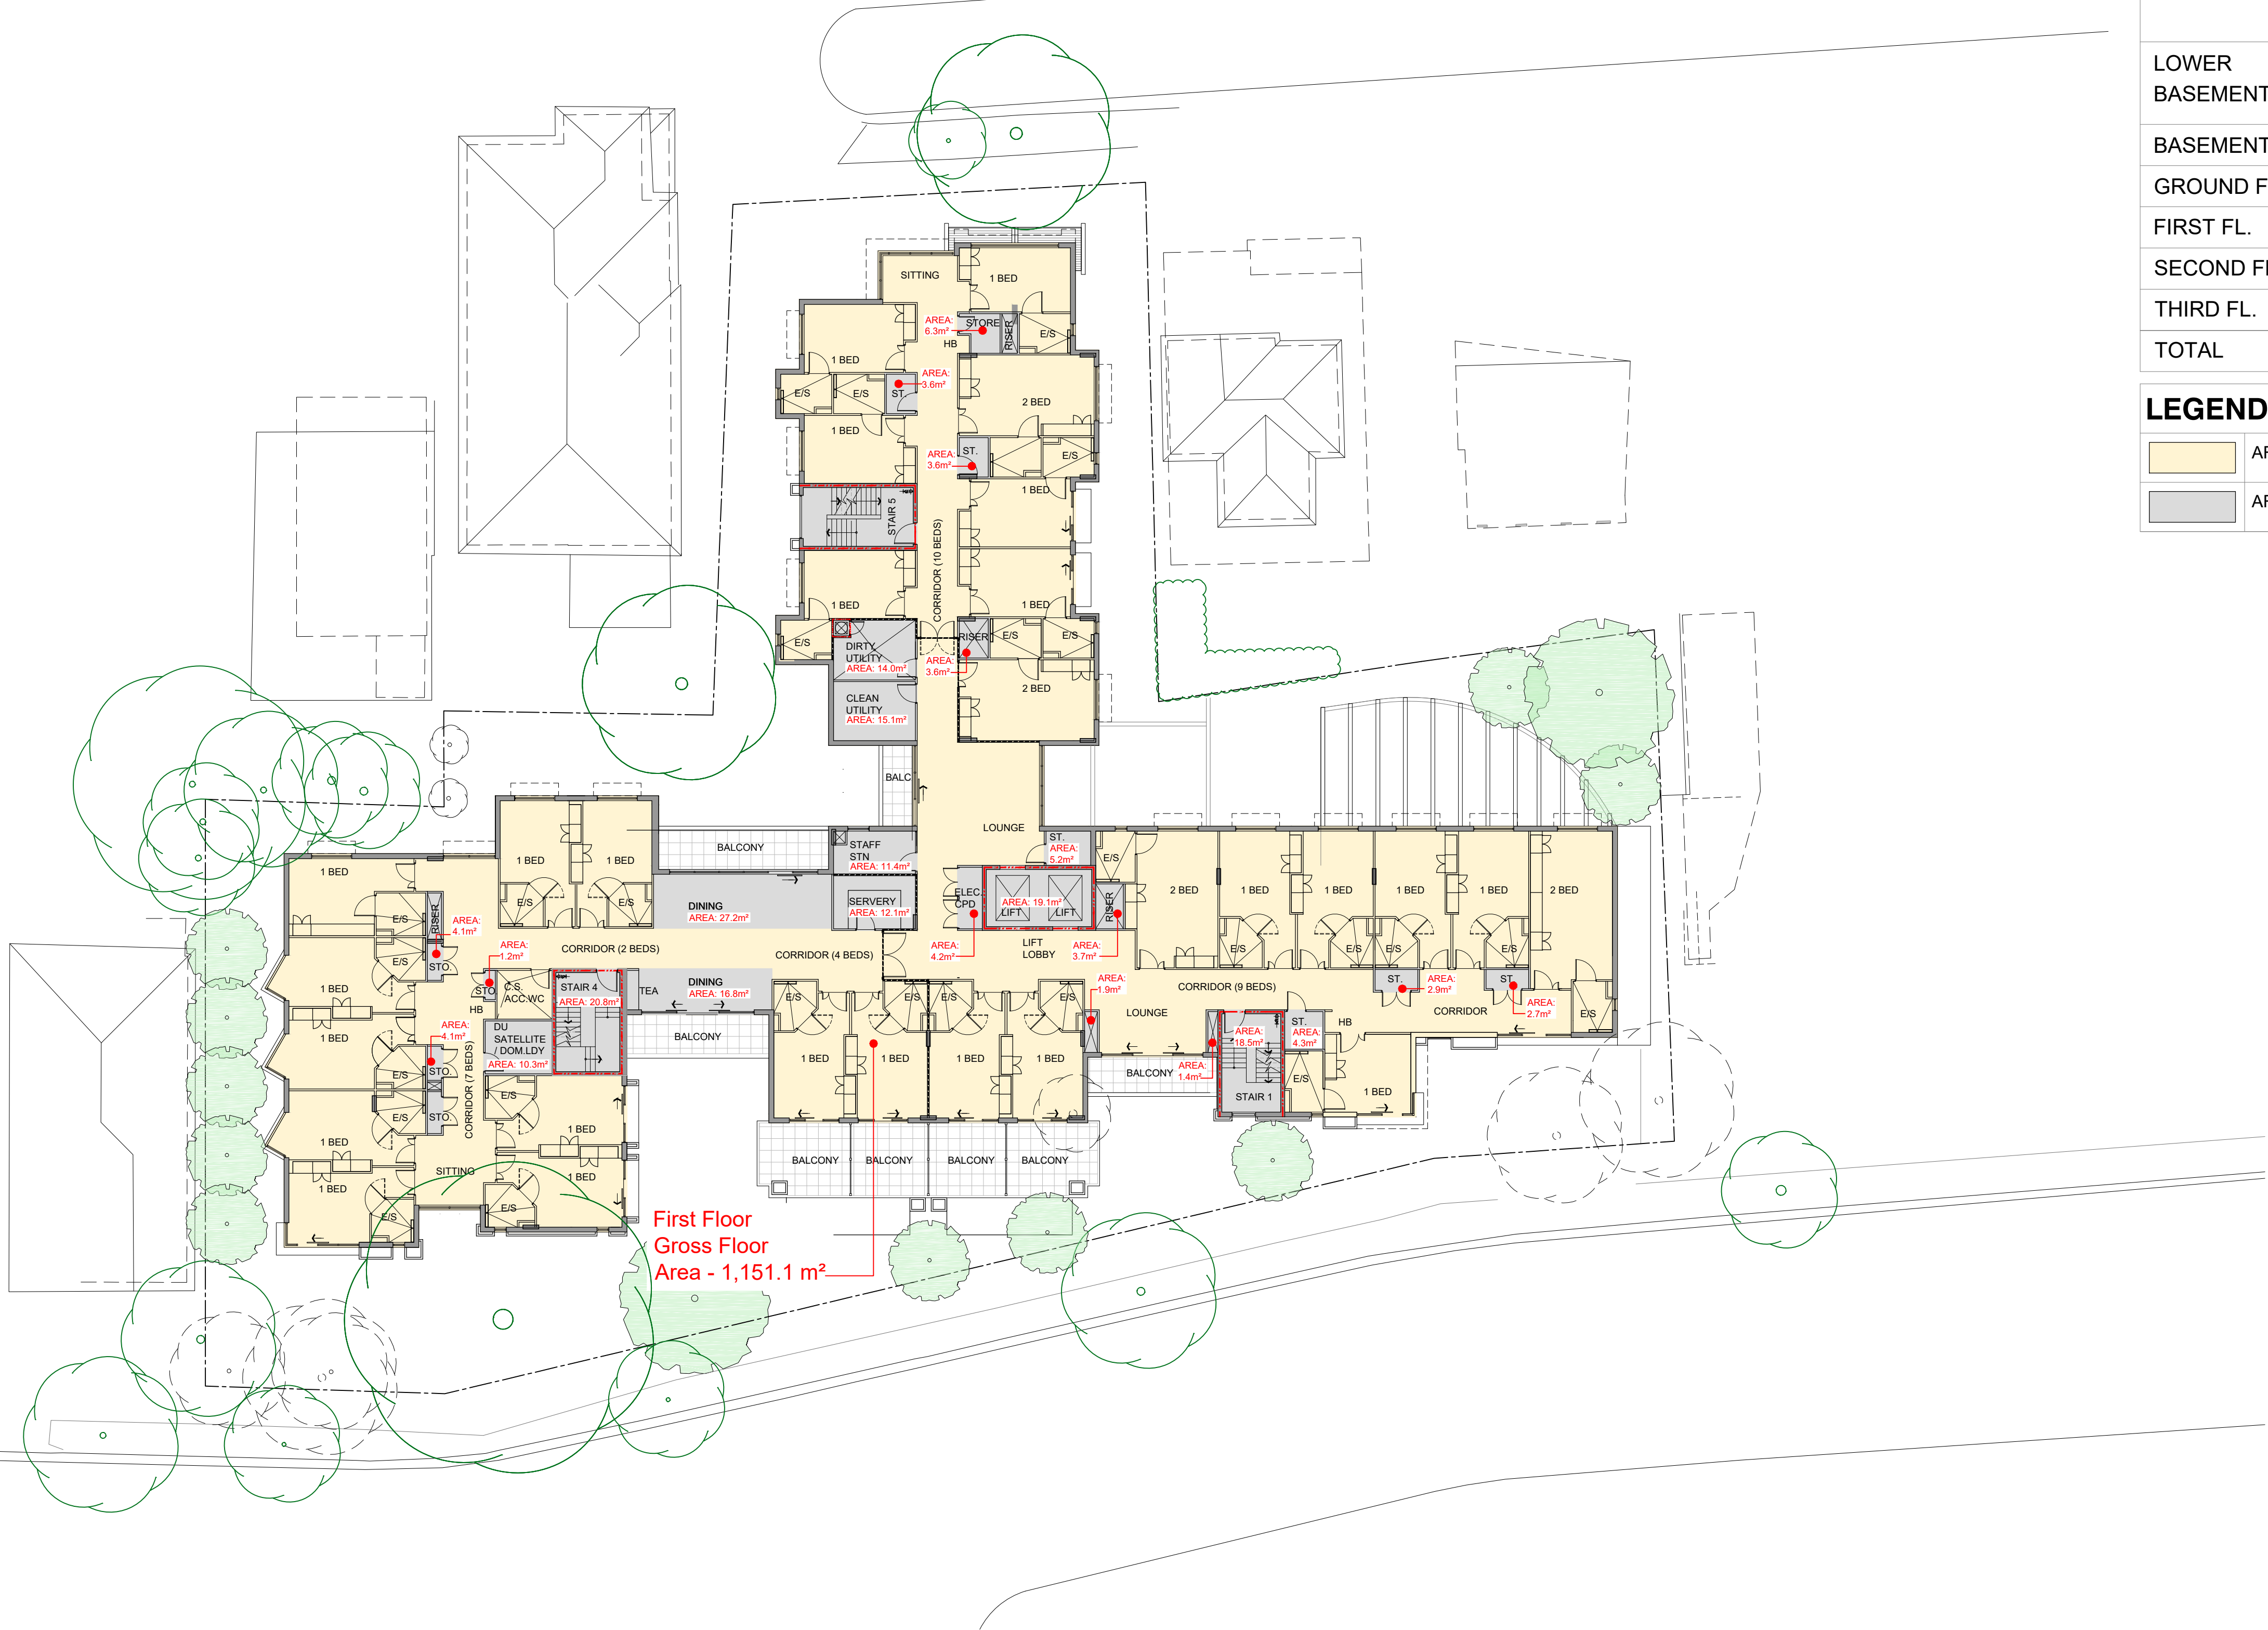 LOWER
BASEMENT
BASEMENT
GROUND F
FIRST FL.
SECOND F
THIRD FL.
TOTAL
LEGEND
AR
AR
SITTING
1 BED
AREA:
6.3m²
STORE
RISER
E/S
HB
1 BED
AREA:
3.6m²
E/S
E/S
ST.
2 BED
1 BED
AREA:
3.6m²
ST.
E/S
1 BED
STAIR 5
CORRIDOR (10 BEDS)
1 BED
1 BED
E/S
DIRTY
UTILITY
AREA: 14.0m²
RISER
E/S
E/S
AREA:
3.6m²
2 BED
CLEAN
UTILITY
AREA: 15.1m²
BALC
LOUNGE
BALCONY
STAFF
STN
AREA: 11.4m²
ST.
AREA:
5.2m²
E/S
1 BED
1 BED
1 BED
E/S
E/S
E/S
RISER
AREA:
4.1m²
DINING
AREA: 27.2m²
SERVERY
AREA: 12.1m²
ELEC.
CPD
AREA: 19.1m²
LIFT
LIFT
RISER
2 BED
1 BED
1 BED
1 BED
1 BED
2 BED
E/S
E/S
E/S
E/S
AREA:
4.2m²
LIFT
LOBBY
AREA:
3.7m²
CORRIDOR (2 BEDS)
CORRIDOR (4 BEDS)
AREA:
1.2m²
E/S
STO.
1 BED
STO
C.S.
ACC.WC
HB
STAIR 4
AREA: 20.8m²
TEA
DINING
AREA: 16.8m²
E/S
E/S
E/S
E/S
AREA:
1.9m²
CORRIDOR (9 BEDS)
ST.
AREA:
2.9m²
ST.
AREA:
2.7m²
CORRIDOR
E/S
LOUNGE
AREA:
18.5m²
ST.
AREA:
4.3m²
HB
AREA:
4.1m²
DU
SATELLITE
/ DOM.LDY
AREA: 10.3m²
1 BED
E/S
STO.
STO.
E/S
CORRIDOR (7 BEDS)
BALCONY
1 BED
1 BED
1 BED
1 BED
BALCONY
AREA:
1.4m²
STAIR 1
E/S
1 BED
E/S
1 BED
1 BED
SITTING
1 BED
1 BED
E/S
E/S
BALCONY
BALCONY
BALCONY
BALCONY
First Floor
Gross Floor
Area - 1,151.1 m²